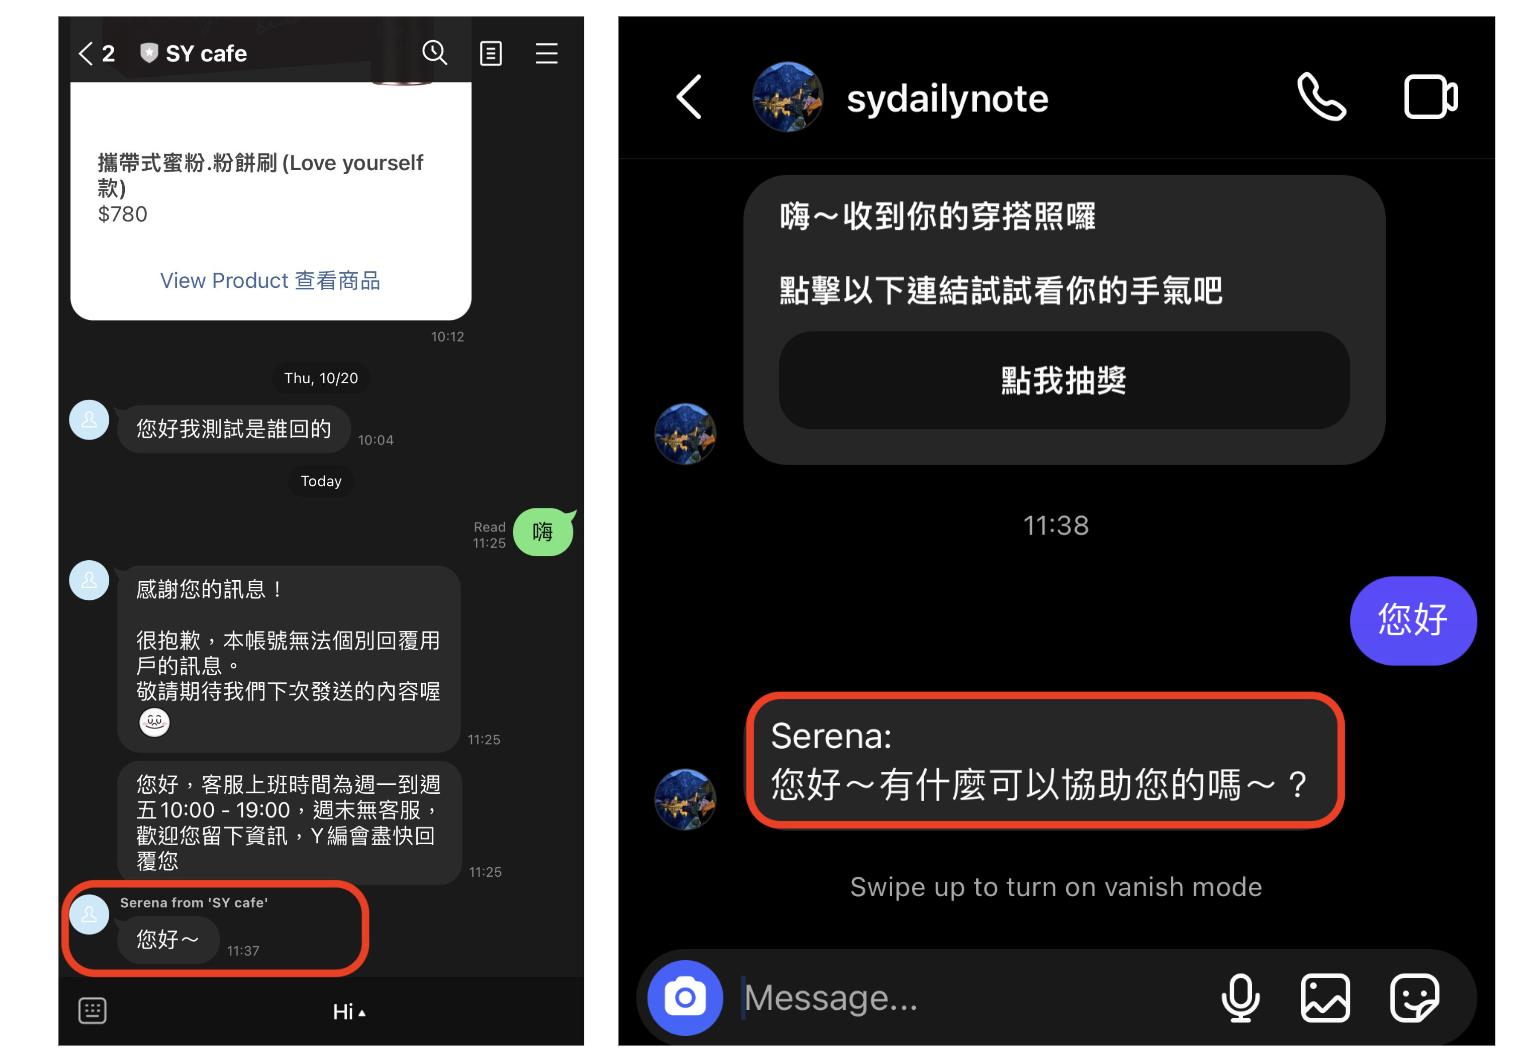 2 SY cafe
攜帶式蜜粉.粉餅刷 (Love yourself
款)
$780
View Product 查看商品
10:12
Thu, 10/20
您好我測試是誰回的
10:04
Today
Read
11:25
嗨
感謝您的訊息！
很抱歉，本帳號無法個別回覆用
戶的訊息。
敬請期待我們下次發送的內容喔
11:25
您好，客服上班時間為週一到週
五10:00 - 19:00，週末無客服，
歡迎您留下資訊，Y編會盡快回
覆您
11:25
Serena from 'SY cafe'
您好～
11:37
Hi▲
sydailynote
嗨～收到你的穿搭照囉
點擊以下連結試試看你的手氣吧
點我抽獎
11:38
您好
Serena:
您好～有什麼可以協助您的嗎～？
Swipe up to turn on vanish mode
Message...